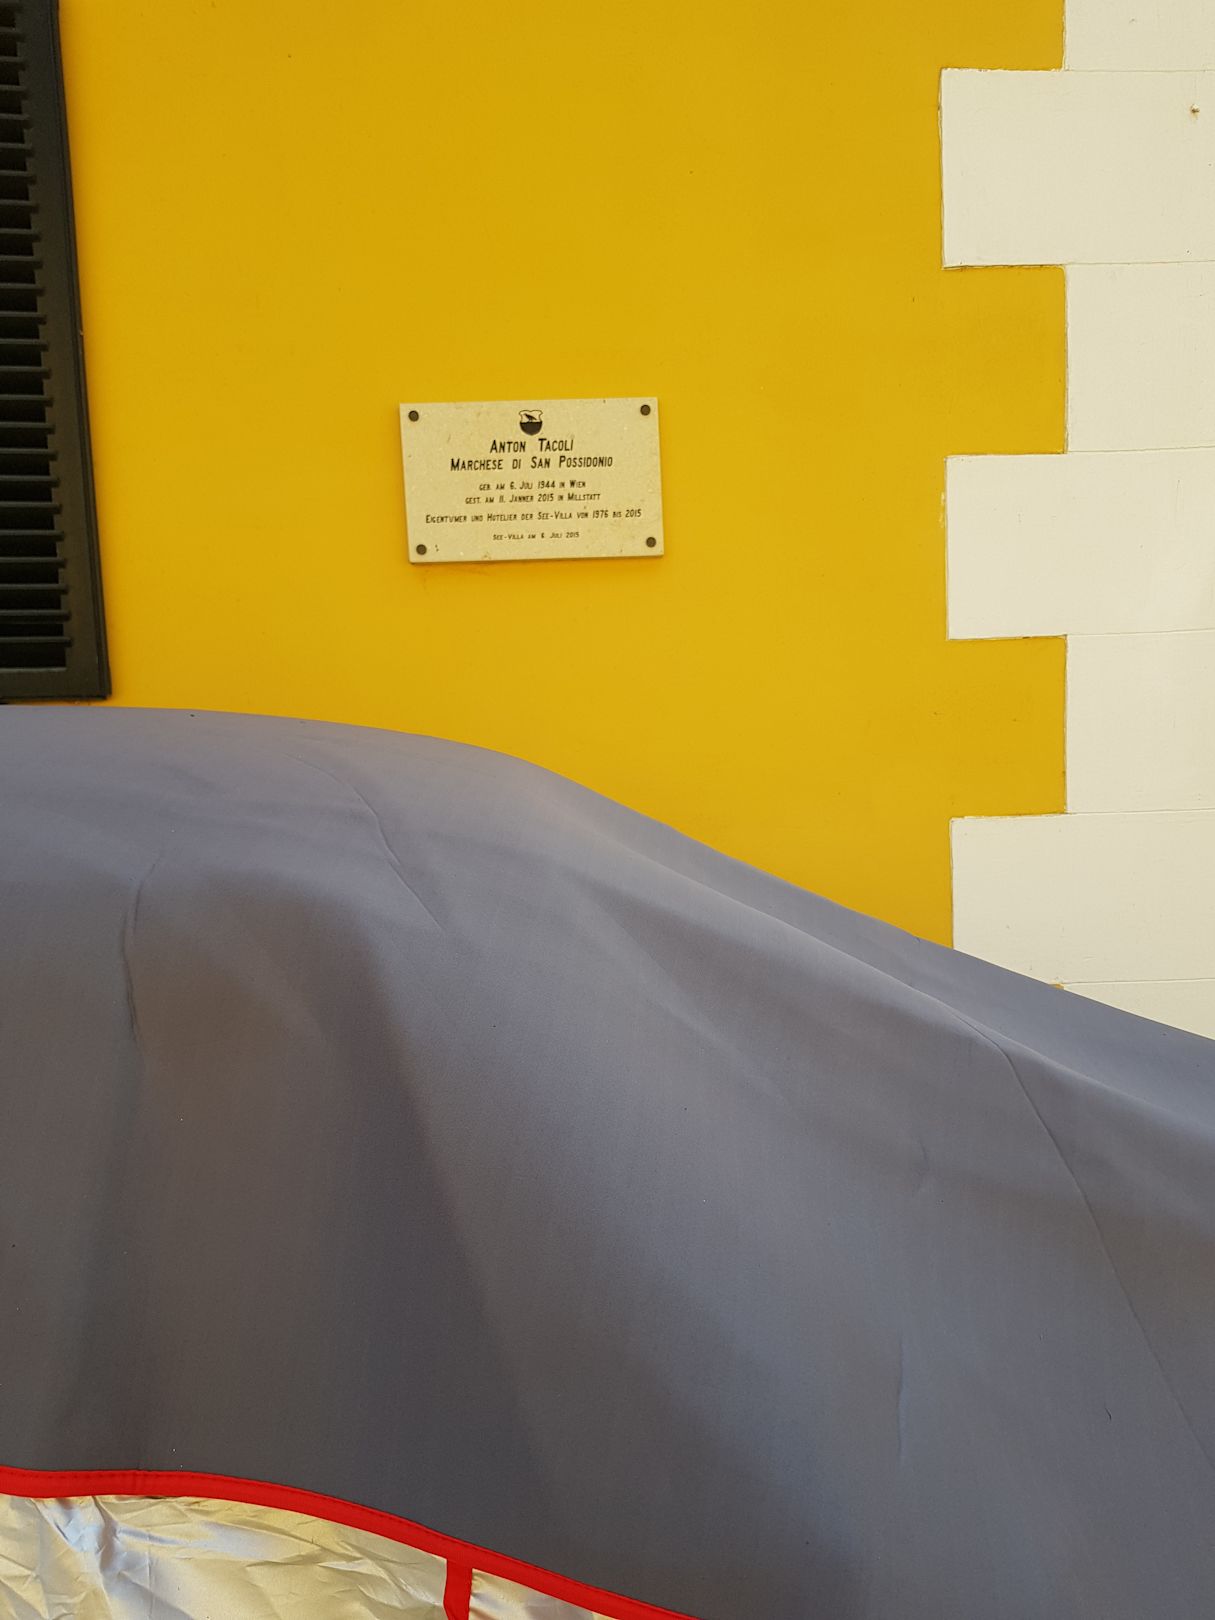 ANTON TACOLI
MARCHESE DI SAN POSSIDONIO
GEB. AM 6. JULI 1944 IN WIEN
GEST. AM 11. JÄNNER 2015 IN MILLSTATT
EIGENTÜMER UND HOTELIER DER SEE-VILLA VON 1976 BIS 2015
SEE-VILLA AM 6. JULI 2015